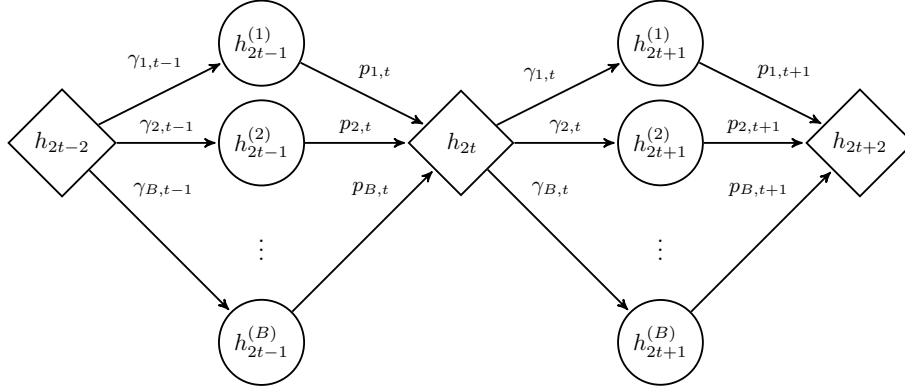 h_{2t-1}^{(1)} h_{2t+1}^{(1)}
γ_{1,t−1} p_{1,t} γ_{1,t} p_{1,t+1}
h_{2t−2} γ_{2,t−1} h_{2t−1}^{(2)} p_{2,t} h_{2t} γ_{2,t} h_{2t+1}^{(2)} p_{2,t+1} h_{2t+2}
γ_{B,t−1} p_{B,t} γ_{B,t} p_{B,t+1}
⋮ ⋮
h_{2t−1}^{(B)} h_{2t+1}^{(B)}